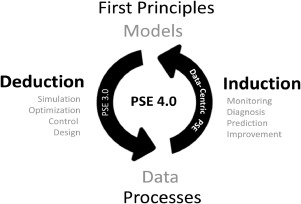 First Principles
Models
Deduction
Simulation
Optimization
Control
Design
PSE 3.0
PSE 4.0
Data-Centric
PSE
Induction
Monitoring
Diagnosis
Prediction
Improvement
Data
Processes